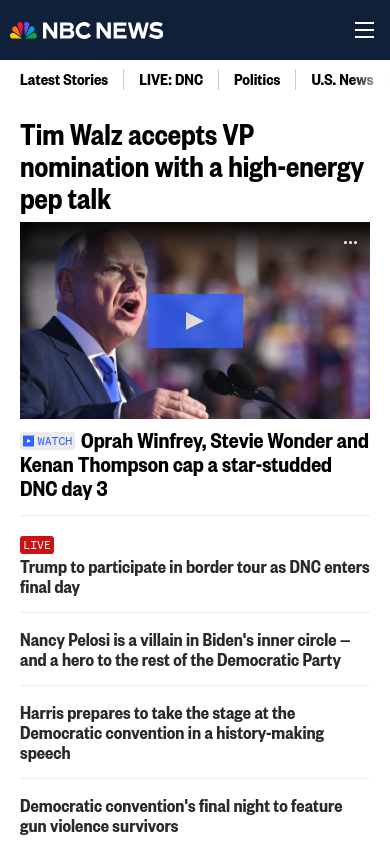 NBC NEWS
Latest Stories
LIVE: DNC
Politics
U.S. News
Tim Walz accepts VP
nomination with a high-energy
pep talk
WATCH Oprah Winfrey, Stevie Wonder and
Kenan Thompson cap a star-studded
DNC day 3
LIVE
Trump to participate in border tour as DNC enters
final day
Nancy Pelosi is a villain in Biden's inner circle –
and a hero to the rest of the Democratic Party
Harris prepares to take the stage at the
Democratic convention in a history-making
speech
Democratic convention's final night to feature
gun violence survivors